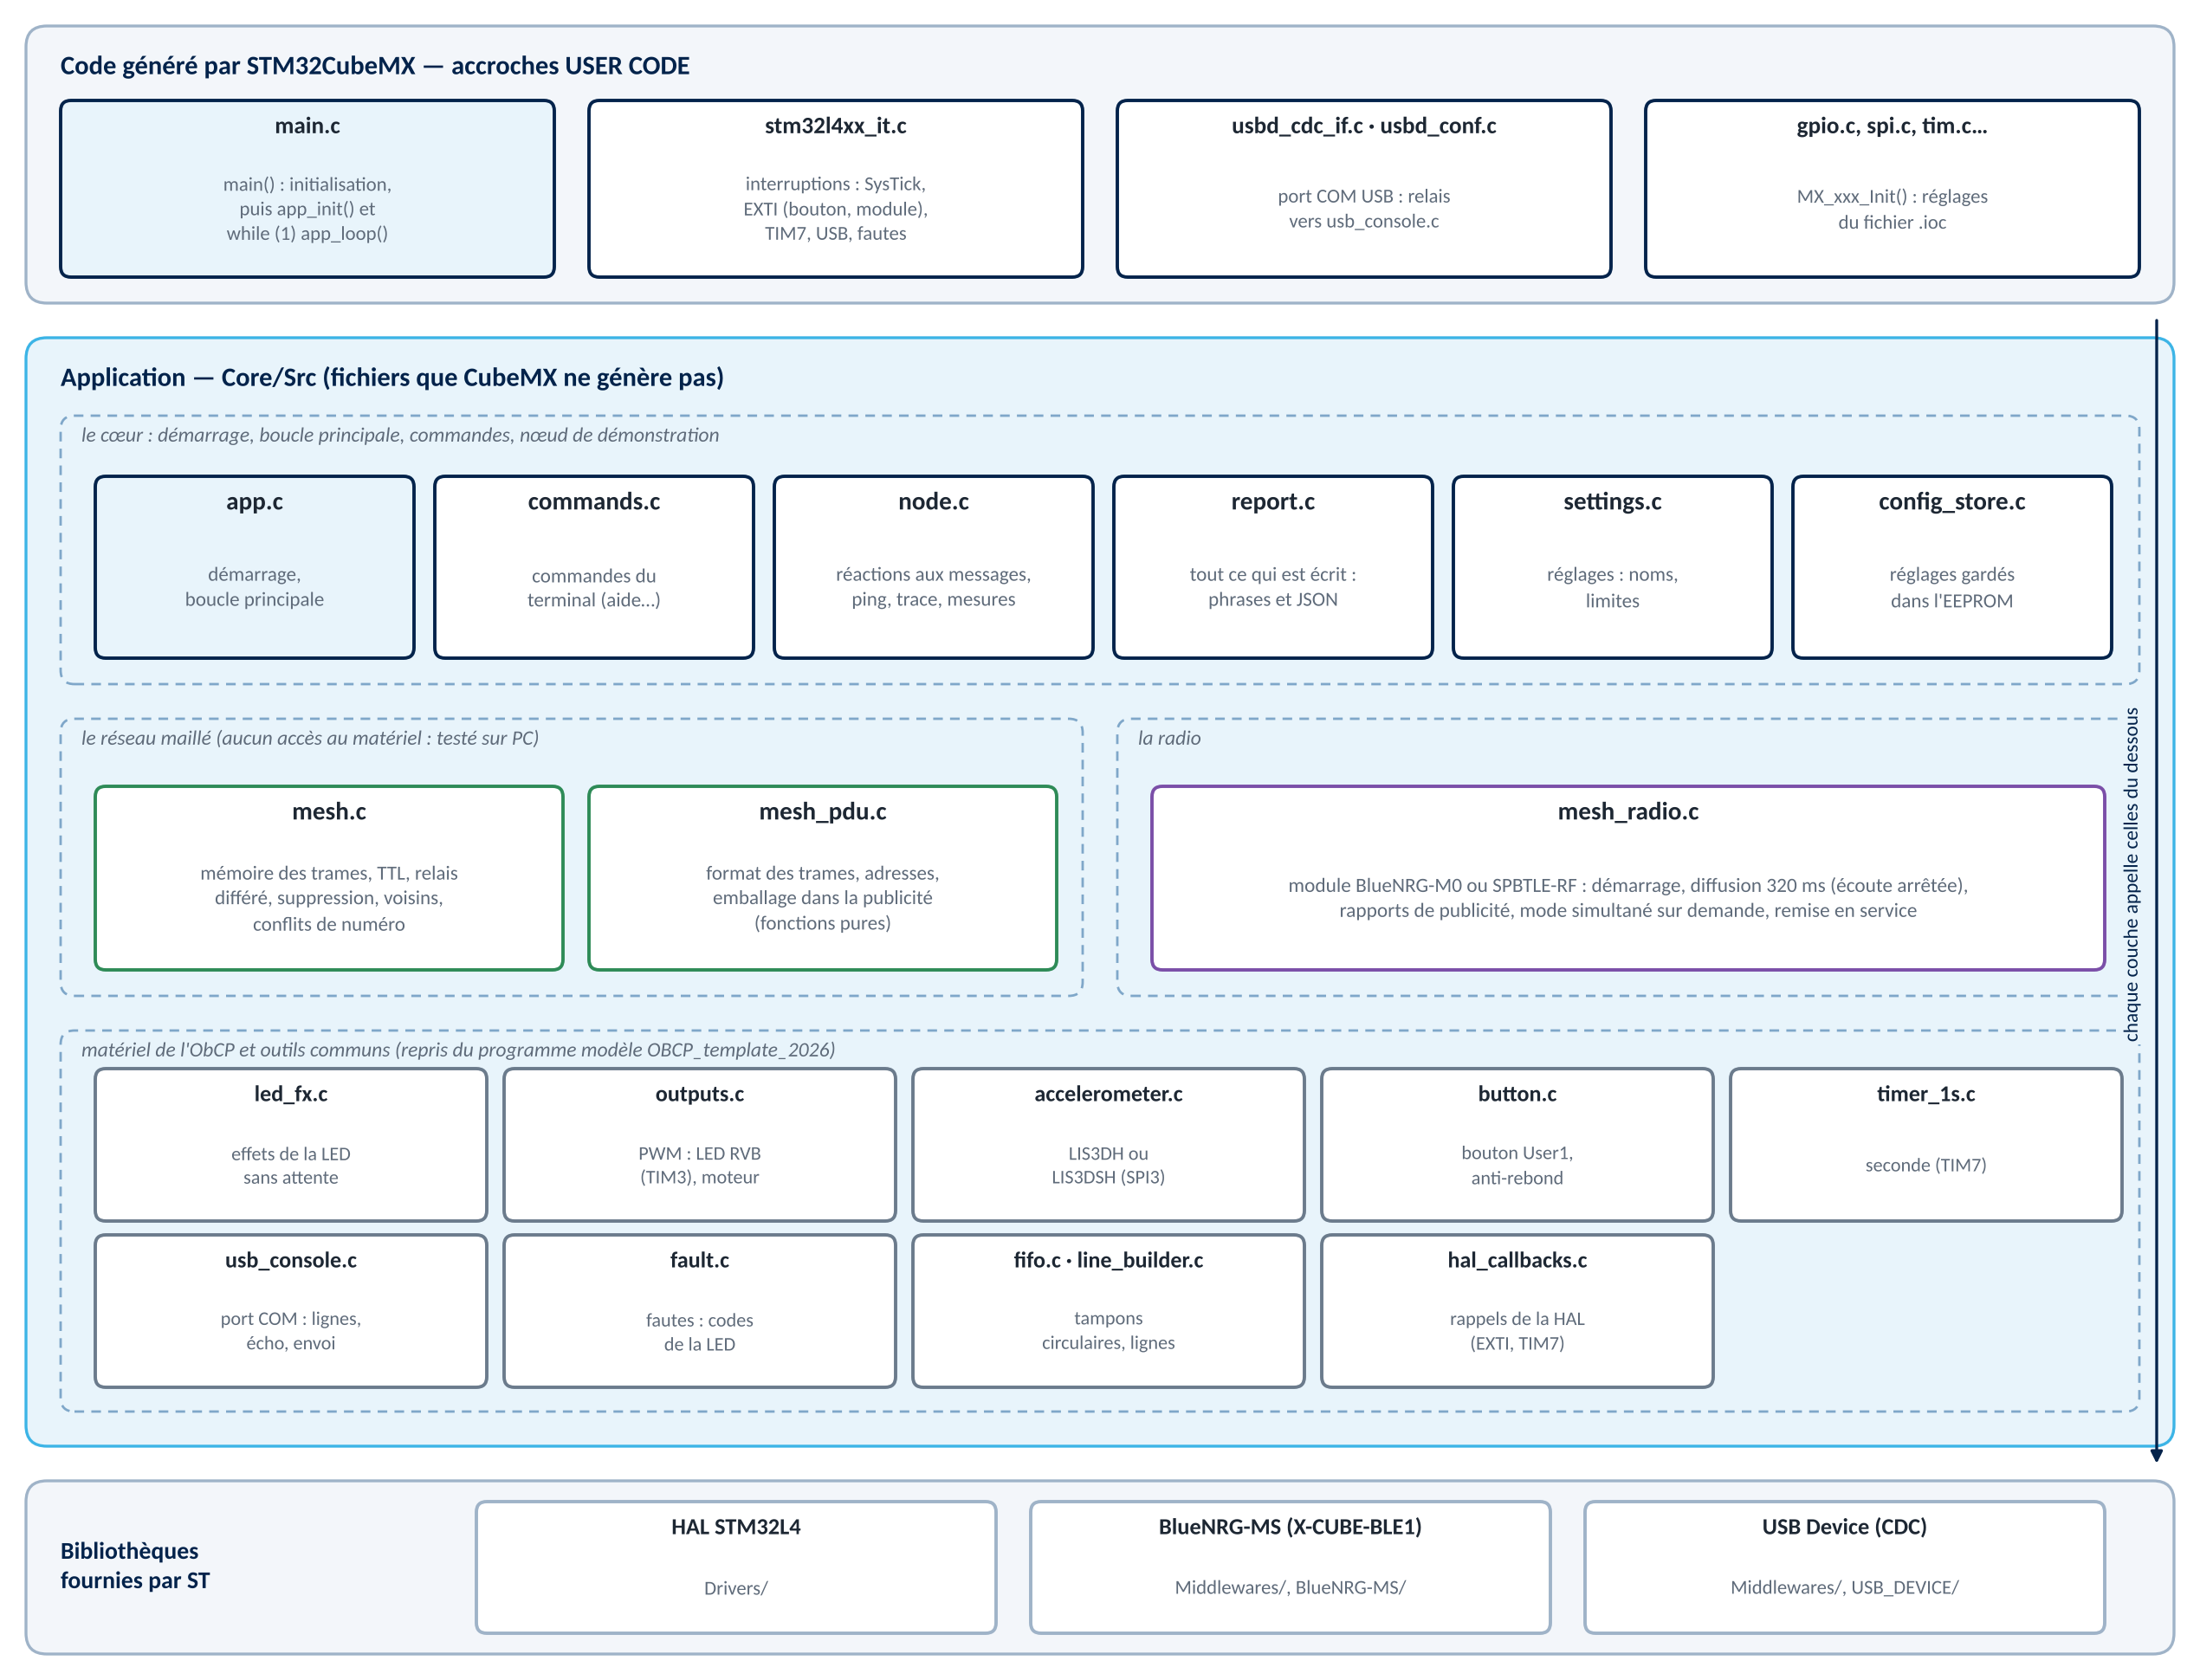 Code généré par STM32CubeMX — accroches USER CODE
main.c
main() : initialisation,
puis app_init() et
while (1) app_loop()
stm32l4xx_it.c
interruptions : SysTick,
EXTI (bouton, module),
TIM7, USB, fautes
usbd_cdc_if.c · usbd_conf.c
port COM USB : relais
vers usb_console.c
gpio.c, spi.c, tim.c…
MX_xxx_Init() : réglages
du fichier .ioc
Application — Core/Src (fichiers que CubeMX ne génère pas)
le cœur : démarrage, boucle principale, commandes, nœud de démonstration
app.c
démarrage,
boucle principale
commands.c
commandes du
terminal (aide…)
node.c
réactions aux messages,
ping, trace, mesures
report.c
tout ce qui est écrit :
phrases et JSON
settings.c
réglages : noms,
limites
config_store.c
réglages gardés
dans l'EEPROM
le réseau maillé (aucun accès au matériel : testé sur PC)
mesh.c
mémoire des trames, TTL, relais
différé, suppression, voisins,
conflits de numéro
mesh_pdu.c
format des trames, adresses,
emballage dans la publicité
(fonctions pures)
la radio
mesh_radio.c
module BlueNRG-M0 ou SPBTLE-RF : démarrage, diffusion 320 ms (écoute arrêtée),
rapports de publicité, mode simultané sur demande, remise en service
chaque couche appelle celles du dessous
matériel de l'ObCP et outils communs (repris du programme modèle OBCP_template_2026)
led_fx.c
effets de la LED
sans attente
outputs.c
PWM : LED RVB
(TIM3), moteur
accelerometer.c
LIS3DH ou
LIS3DSH (SPI3)
button.c
bouton User1,
anti-rebond
timer_1s.c
seconde (TIM7)
usb_console.c
port COM : lignes,
écho, envoi
fault.c
fautes : codes
de la LED
fifo.c · line_builder.c
tampons
circulaires, lignes
hal_callbacks.c
rappels de la HAL
(EXTI, TIM7)
Bibliothèques
fournies par ST
HAL STM32L4
Drivers/
BlueNRG-MS (X-CUBE-BLE1)
Middlewares/, BlueNRG-MS/
USB Device (CDC)
Middlewares/, USB_DEVICE/